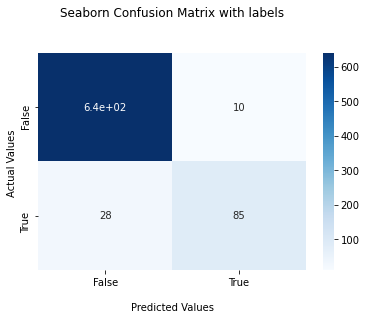 Seaborn Confusion Matrix with labels
6.4e+02 10
28 85
False
True
Actual Values
False True
Predicted Values
600
500
400
300
200
100